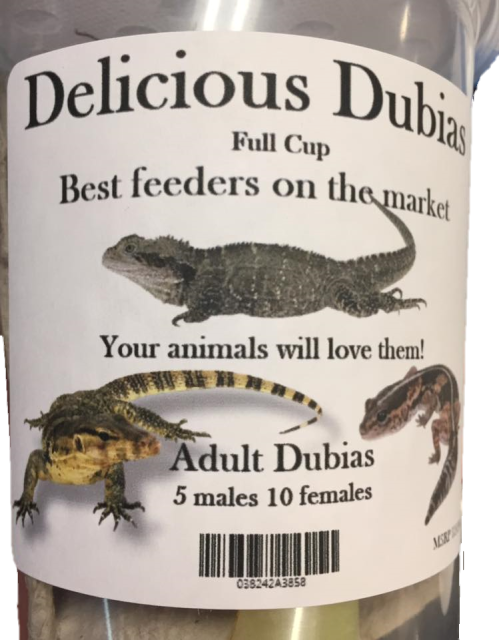 Delicious Dubias
Full Cup
Best feeders on the market
Your animals will love them!
Adult Dubias
5 males 10 females
038242A3858
MSRP